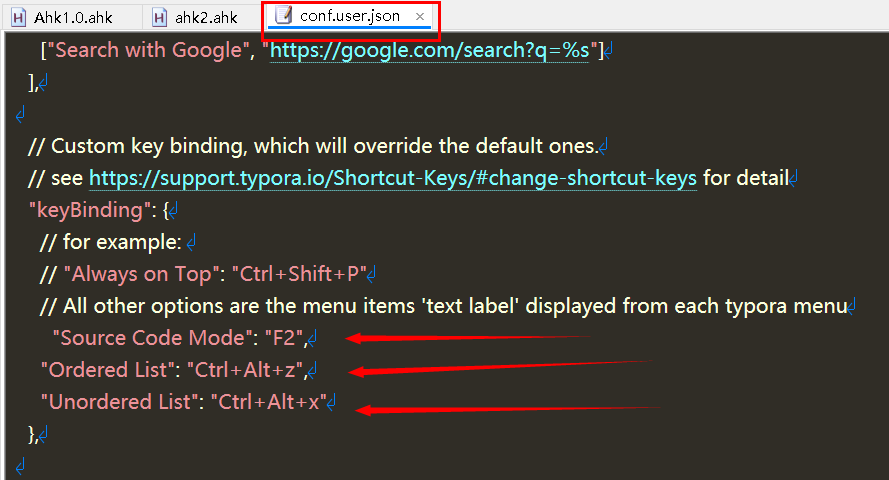 Ahk1.0.ahk ahk2.ahk conf.user.json ×
["Search with Google", "https://google.com/search?q=%s"]
],
// Custom key binding, which will override the default ones.
// see https://support.typora.io/Shortcut-Keys/#change-shortcut-keys for detail
"keyBinding": {
// for example:
// "Always on Top": "Ctrl+Shift+P"
// All other options are the menu items 'text label' displayed from each typora menu
"Source Code Mode": "F2",
"Ordered List": "Ctrl+Alt+z",
"Unordered List": "Ctrl+Alt+x"
},